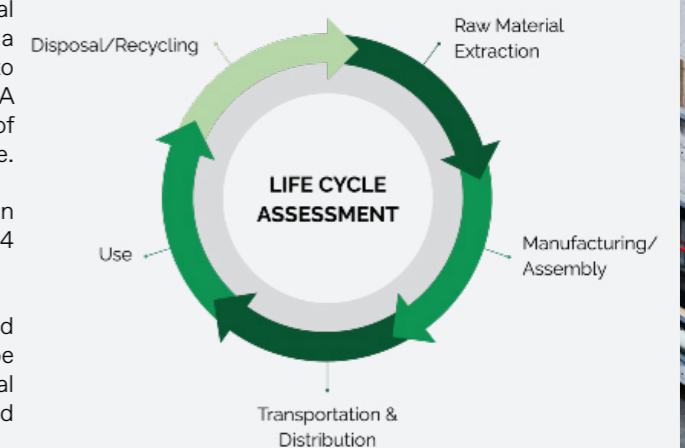 Disposal/Recycling
Raw Material
Extraction
LIFE CYCLE
ASSESSMENT
Manufacturing/
Assembly
Use
Transportation &
Distribution